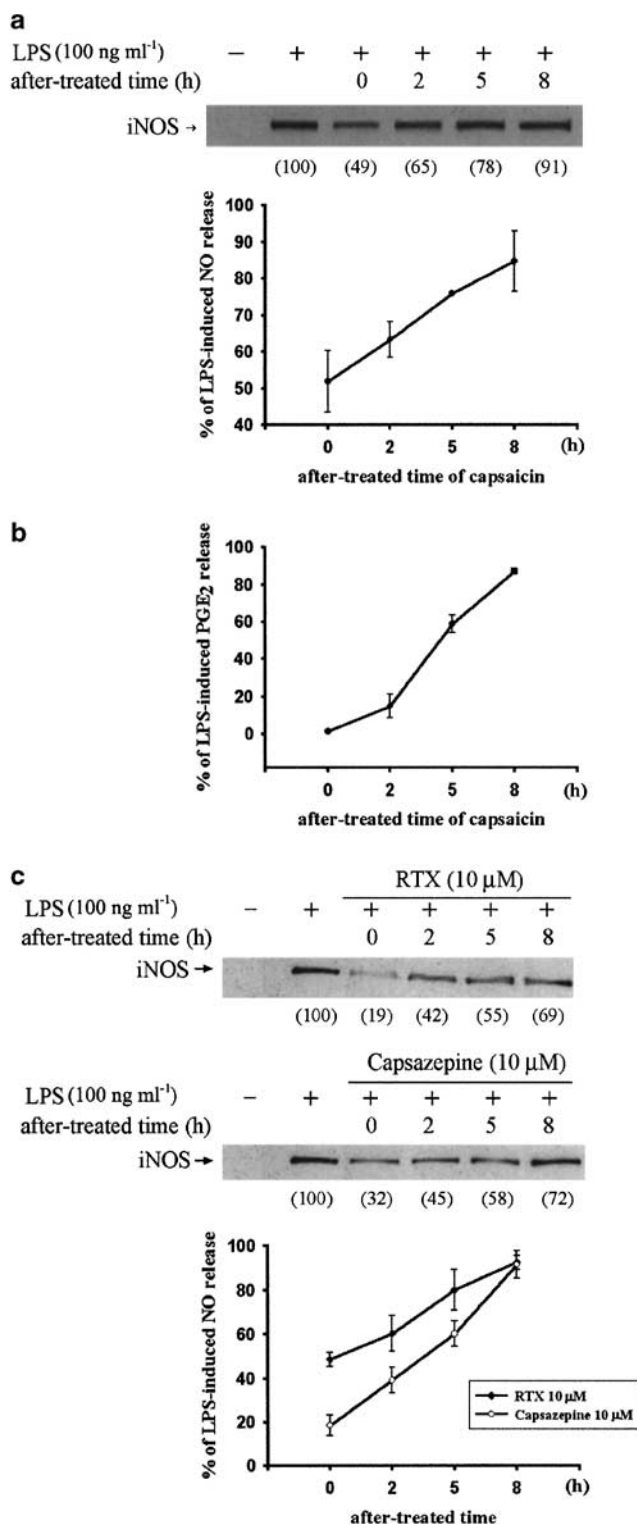 a
LPS (100 ng ml⁻¹) – + + + + +
after-treated time (h) 0 2 5 8
iNOS →
(100) (49) (65) (78) (91)
% of LPS-induced NO release
100
90
80
70
60
50
40
0 2 5 8 (h)
after-treated time of capsaicin
b
% of LPS-induced PGE₂ release
100
80
60
40
20
0
0 2 5 8 (h)
after-treated time of capsaicin
c
RTX (10 µM)
LPS (100 ng ml⁻¹) – + + + + +
after-treated time (h) 0 2 5 8
iNOS →
(100) (19) (42) (55) (69)
Capsazepine (10 µM)
LPS (100 ng ml⁻¹) – + + + + +
after-treated time (h) 0 2 5 8
iNOS →
(100) (32) (45) (58) (72)
% of LPS-induced NO release
100
80
60
40
20
0
RTX 10 µM
Capsazepine 10 µM
0 2 5 8 (h)
after-treated time